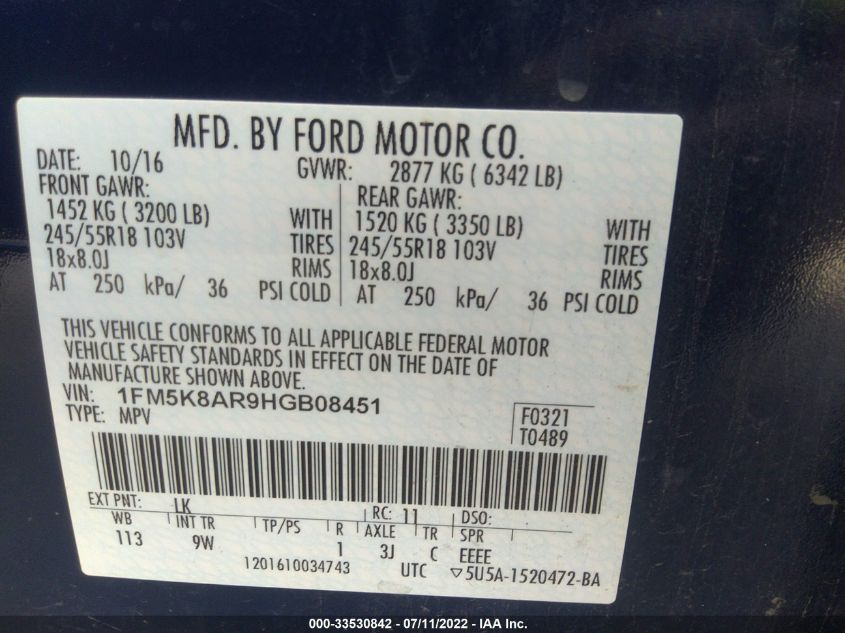 MFD. BY FORD MOTOR CO.
DATE: 10/16 GVWR: 2877 KG ( 6342 LB)
FRONT GAWR: REAR GAWR:
1452 KG ( 3200 LB) WITH 1520 KG ( 3350 LB) WITH
245/55R18 103V TIRES 245/55R18 103V TIRES
18x8.0J RIMS 18x8.0J RIMS
AT 250 kPa/ 36 PSI COLD AT 250 kPa/ 36 PSI COLD
THIS VEHICLE CONFORMS TO ALL APPLICABLE FEDERAL MOTOR
VEHICLE SAFETY STANDARDS IN EFFECT ON THE DATE OF
MANUFACTURE SHOWN ABOVE.
VIN: 1FM5K8AR9HGB08451
TYPE: MPV
F0321
T0489
EXT PNT: LK RC: 11 DSO:
WB INT TR TP/PS R AXLE TR SPR
113 9W 1 3J C EEEE
1201610034743 UTC ▽5U5A-1520472-BA
000-33530842 - 07/11/2022 - IAA Inc.